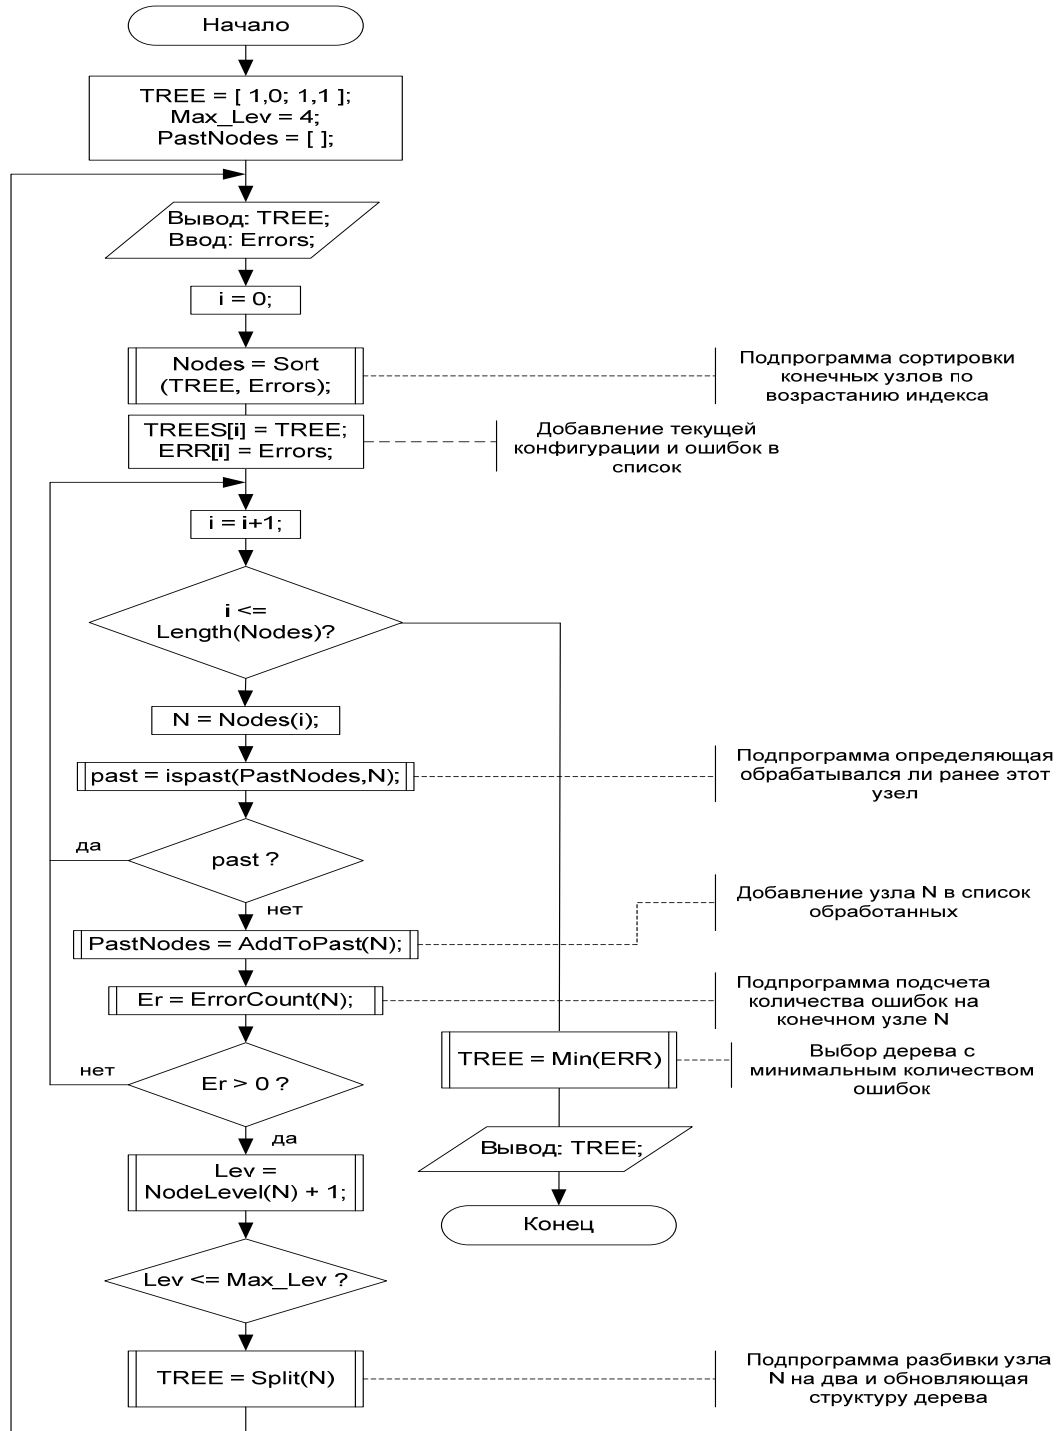 Начало
TREE = [ 1,0; 1,1 ];
Max_Lev = 4;
PastNodes = [ ];
Вывод: TREE;
Ввод: Errors;
i = 0;
Nodes = Sort
(TREE, Errors);
Подпрограмма сортировки
конечных узлов по
возрастанию индекса
TREES[i] = TREE;
ERR[i] = Errors;
Добавление текущей
конфигурации и ошибок в
список
i = i+1;
i <=
Length(Nodes)?
N = Nodes(i);
past = ispast(PastNodes,N);
Подпрограмма определяющая
обрабатывался ли ранее этот
узел
да
past ?
нет
Добавление узла N в список
обработанных
PastNodes = AddToPast(N);
Er = ErrorCount(N);
Подпрограмма подсчета
количества ошибок на
конечном узле N
TREE = Min(ERR)
Выбор дерева с
минимальным количеством
ошибок
нет
Er > 0 ?
да
Вывод: TREE;
Lev =
NodeLevel(N) + 1;
Конец
Lev <= Max_Lev ?
TREE = Split(N)
Подпрограмма разбивки узла
N на два и обновляющая
структуру дерева